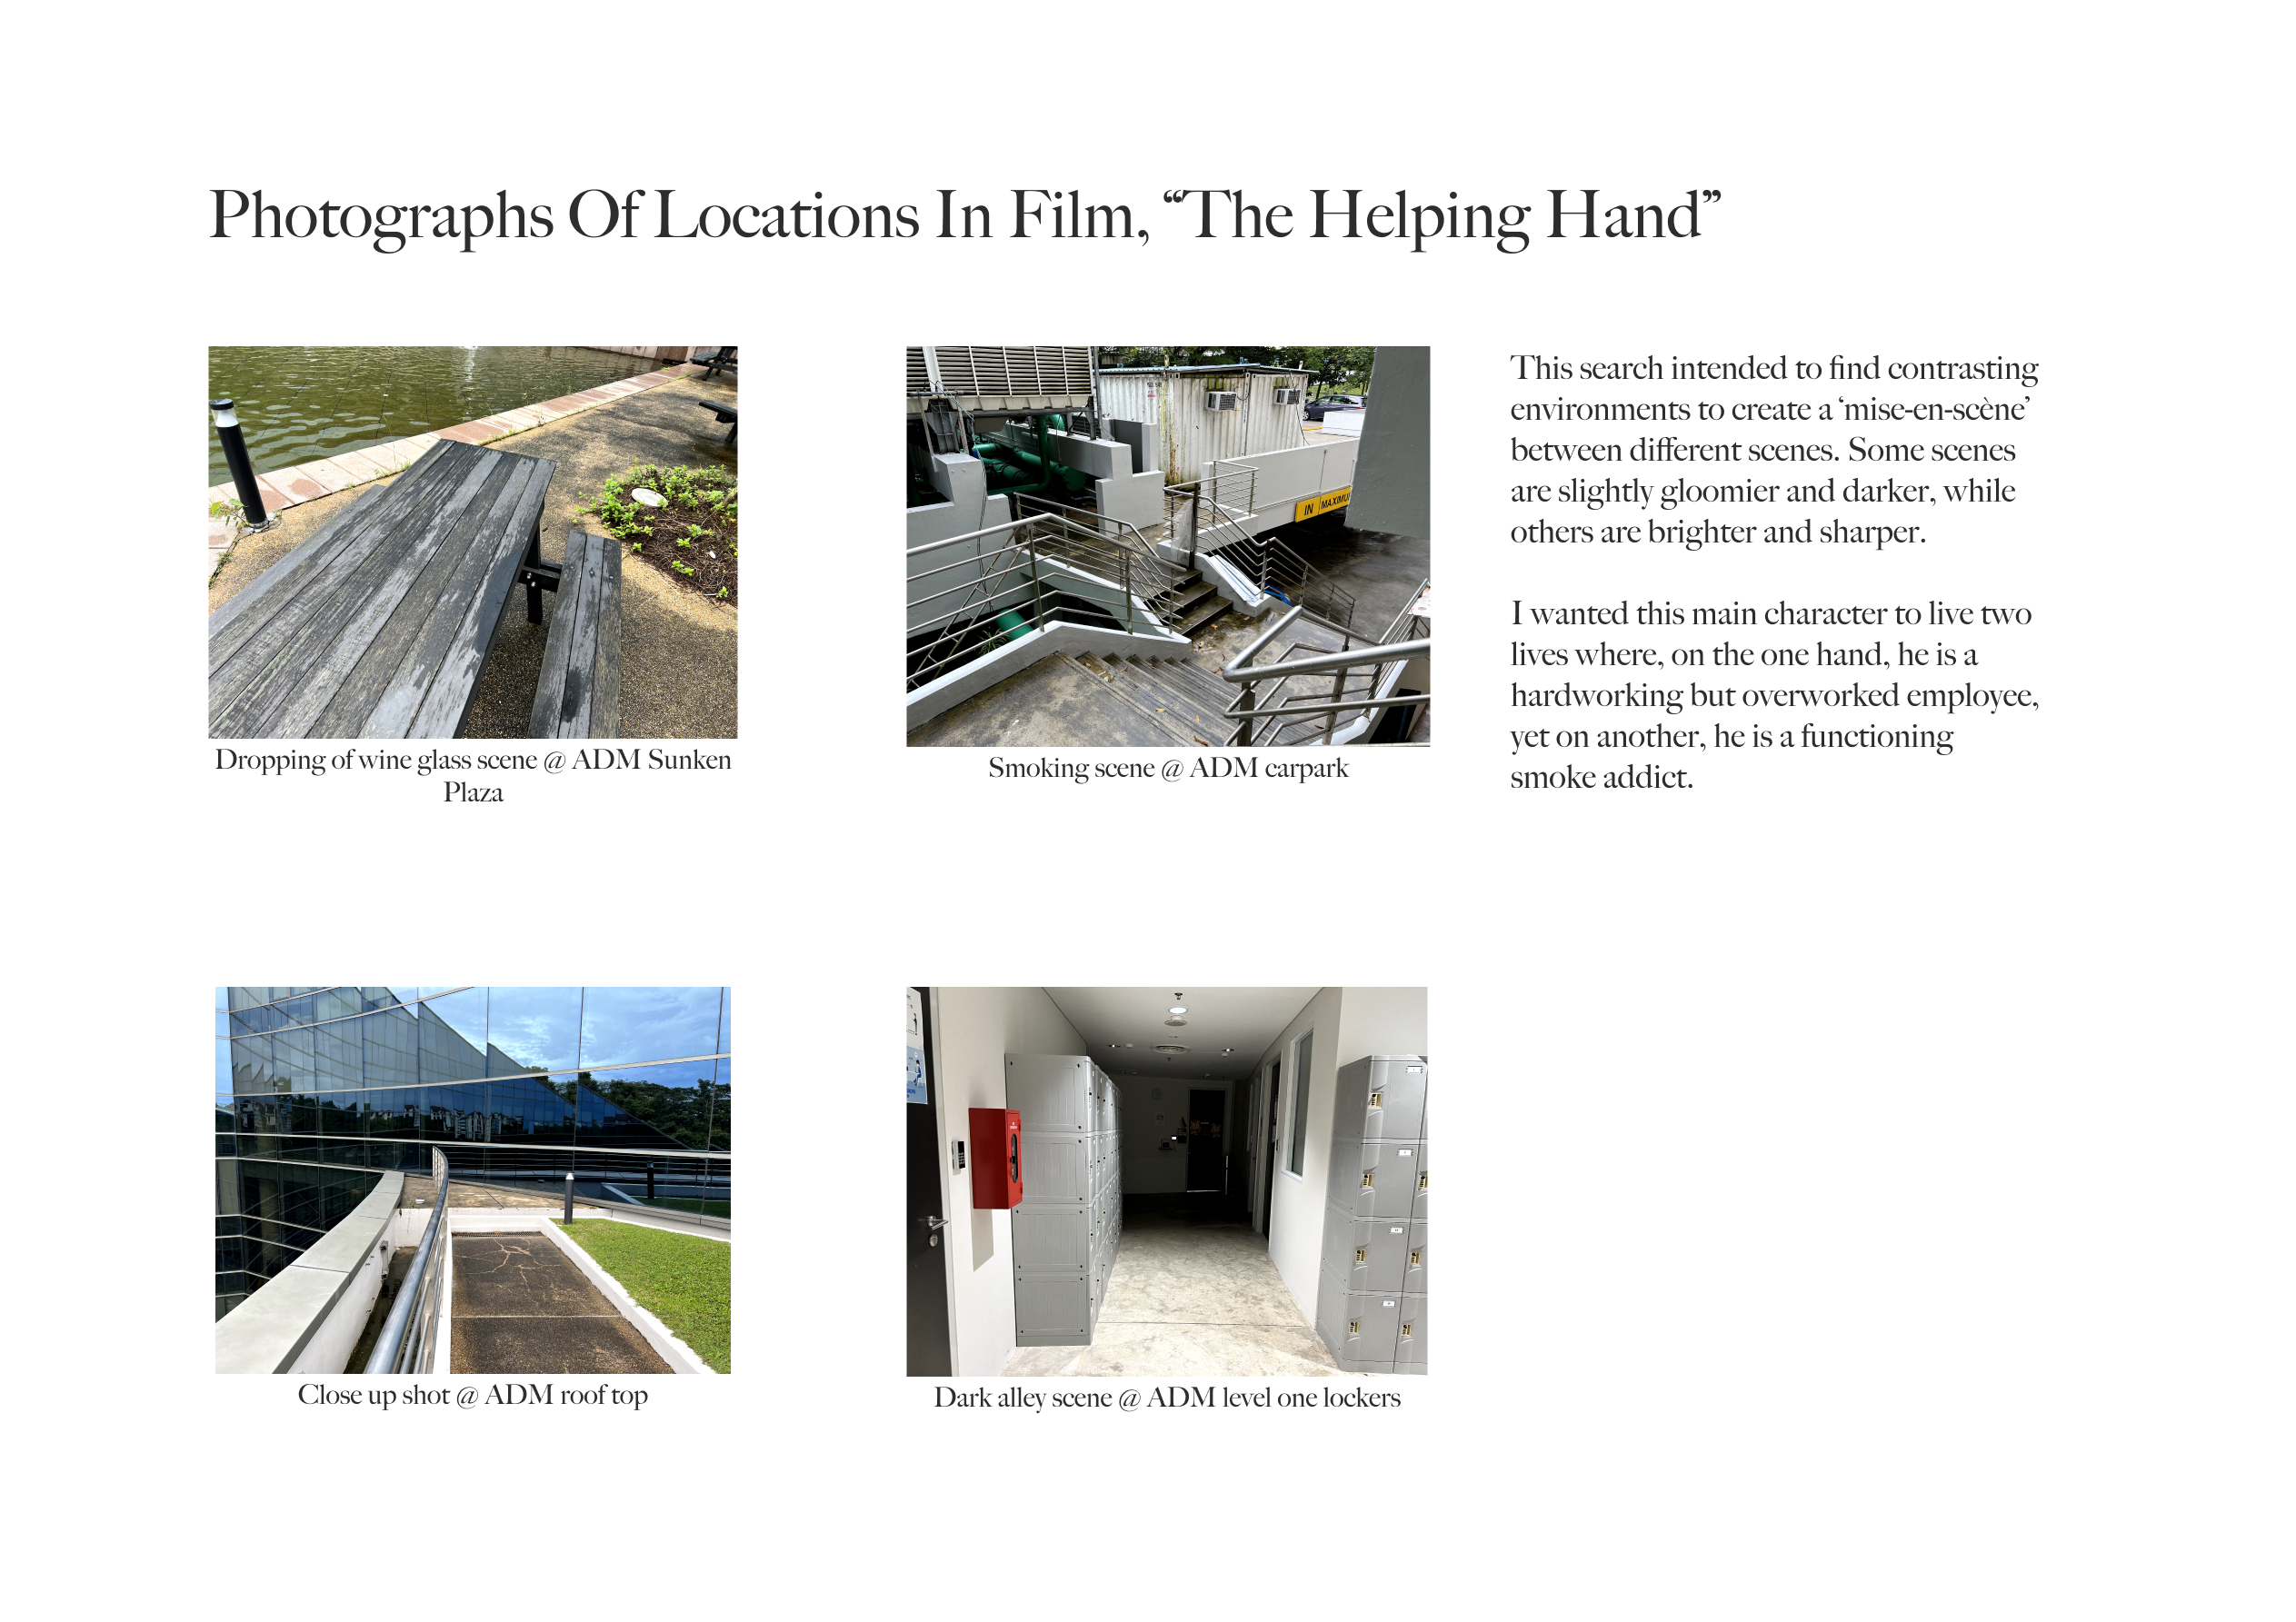 Photographs Of Locations In Film, “The Helping Hand”
Dropping of wine glass scene @ ADM Sunken
Plaza
IN MAXIMU
Smoking scene @ ADM carpark
This search intended to find contrasting
environments to create a ‘mise-en-scène’
between different scenes. Some scenes
are slightly gloomier and darker, while
others are brighter and sharper.
I wanted this main character to live two
lives where, on the one hand, he is a
hardworking but overworked employee,
yet on another, he is a functioning
smoke addict.
Close up shot @ ADM roof top
Dark alley scene @ ADM level one lockers